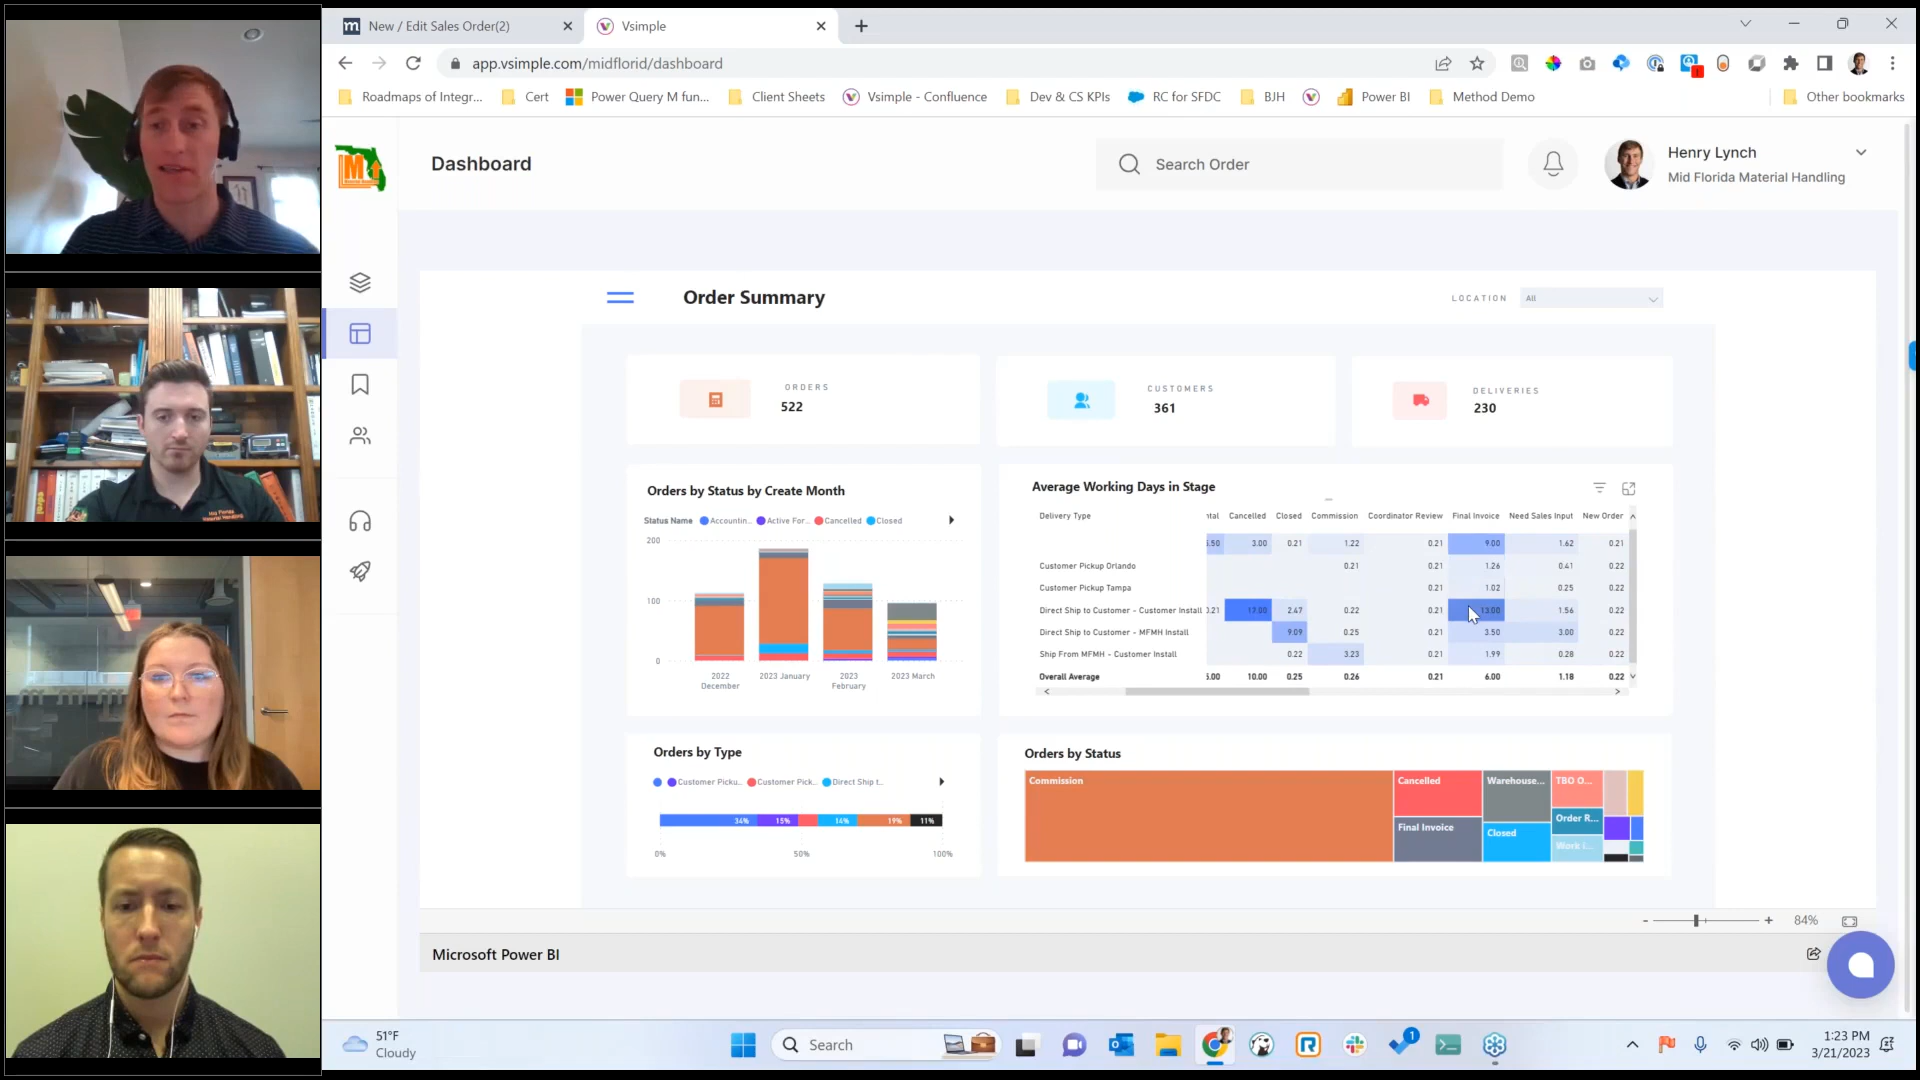 New / Edit Sales Order(2)
Vsimple
app.vsimple.com/midflorid/dashboard
Roadmaps of Integr...
Cert
Power Query M fun...
Client Sheets
Vsimple - Confluence
Dev & CS KPIs
RC for SFDC
BJH
Power BI
Method Demo
Other bookmarks
Dashboard
Search Order
Henry Lynch
Mid Florida Material Handling
Order Summary
LOCATION
All
ORDERS
522
CUSTOMERS
361
DELIVERIES
230
Orders by Status by Create Month
Status Name Accountin... Active For... Cancelled Closed
200
100
0
2022 December
2023 January
2023 February
2023 March
Average Working Days in Stage
Delivery Type Cancelled Closed Commission Coordinator Review Final Invoice Need Sales Input New Order
.50 3.00 0.21 1.22 0.21 9.00 1.62 0.21
Customer Pickup Orlando 0.21 0.21 1.26 0.41 0.22
Customer Pickup Tampa 0.21 1.02 0.25 0.22
Direct Ship to Customer - Customer Install 0.21 2.47 0.22 0.21 13.00 1.56 0.22
Direct Ship to Customer - MFMH Install 9.09 0.25 0.21 3.50 3.00 0.22
Ship From MFMH - Customer Install 0.22 3.23 0.21 1.99 0.28 0.22
Overall Average 10.00 0.25 0.26 0.21 6.00 1.18 0.22
Orders by Type
Customer Picku... Customer Pick... Direct Ship t...
34% 15% 14% 19% 11%
0% 50% 100%
Orders by Status
Commission
Cancelled
Final Invoice
Warehouse...
Closed
TBO O...
Order R...
Work i...
- + 84%
Microsoft Power BI
51°F
Cloudy
Search
1
1:23 PM
3/21/2023